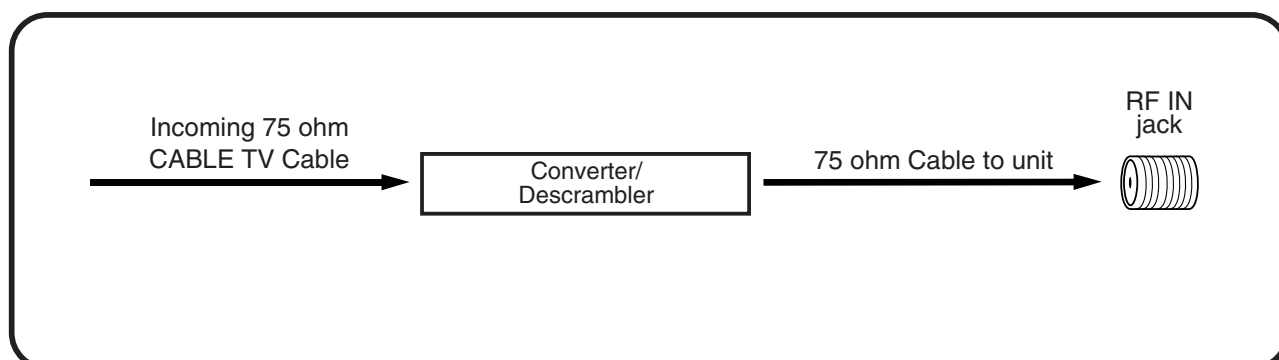 Incoming 75 ohm
CABLE TV Cable
Converter/
Descrambler
75 ohm Cable to unit
RF IN
jack